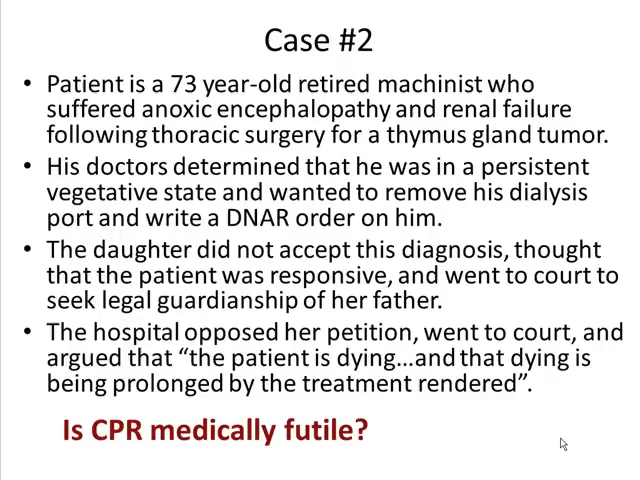 Case #2
• Patient is a 73 year-old retired machinist who
suffered anoxic encephalopathy and renal failure
following thoracic surgery for a thymus gland tumor.
• His doctors determined that he was in a persistent
vegetative state and wanted to remove his dialysis
port and write a DNAR order on him.
• The daughter did not accept this diagnosis, thought
that the patient was responsive, and went to court to
seek legal guardianship of her father.
• The hospital opposed her petition, went to court, and
argued that “the patient is dying...and that dying is
being prolonged by the treatment rendered”.
Is CPR medically futile?